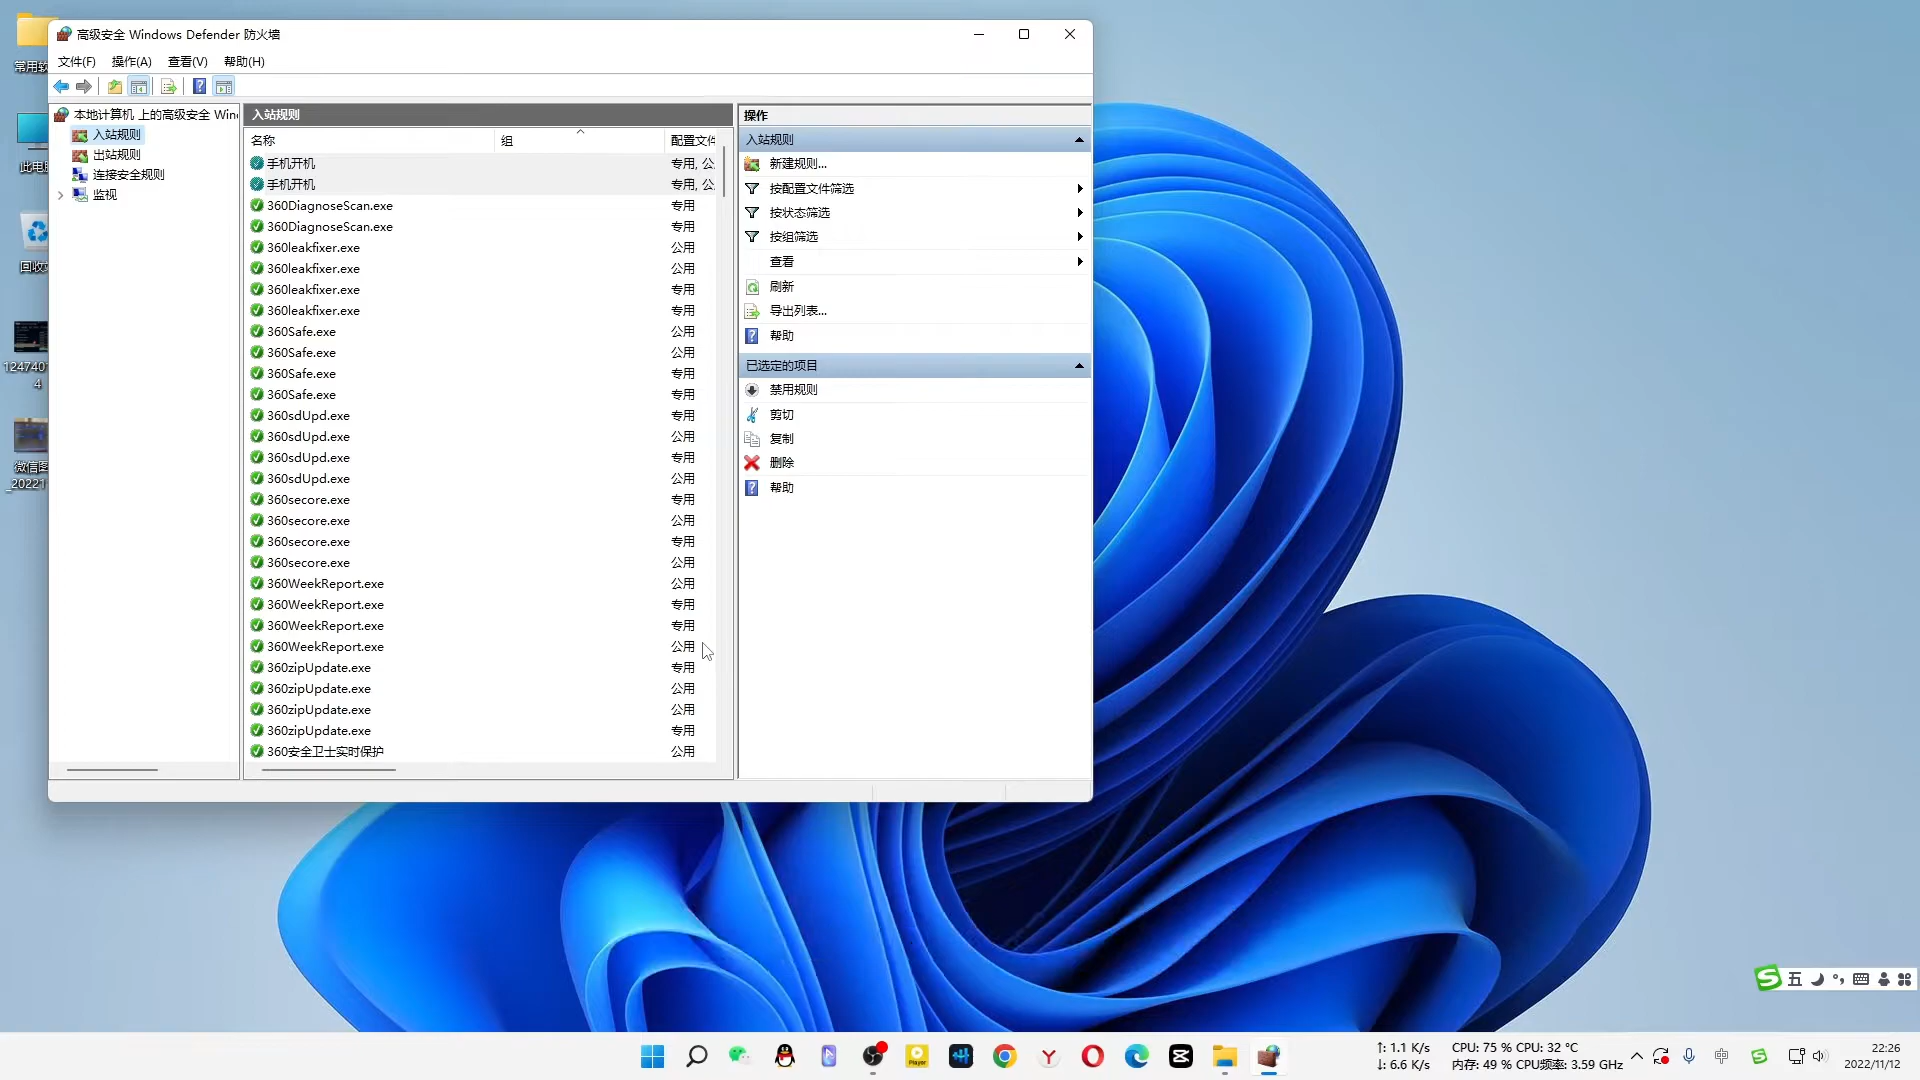 高级安全 Windows Defender 防火墙
文件(F) 操作(A) 查看(V) 帮助(H)
本地计算机 上的高级安全 Win
入站规则
出站规则
连接安全规则
监视
入站规则
名称 组 配置文件
手机开机 专用, 公
手机开机 专用, 公
360DiagnoseScan.exe 专用
360DiagnoseScan.exe 专用
360leakfixer.exe 公用
360leakfixer.exe 公用
360leakfixer.exe 专用
360leakfixer.exe 专用
360Safe.exe 公用
360Safe.exe 公用
360Safe.exe 专用
360Safe.exe 专用
360sdUpd.exe 专用
360sdUpd.exe 公用
360sdUpd.exe 专用
360sdUpd.exe 公用
360secore.exe 专用
360secore.exe 公用
360secore.exe 专用
360secore.exe 公用
360WeekReport.exe 公用
360WeekReport.exe 专用
360WeekReport.exe 专用
360WeekReport.exe 公用
360zipUpdate.exe 专用
360zipUpdate.exe 公用
360zipUpdate.exe 公用
360zipUpdate.exe 专用
360安全卫士实时保护 公用
操作
入站规则
新建规则...
按配置文件筛选
按状态筛选
按组筛选
查看
刷新
导出列表...
帮助
已选定的项目
禁用规则
剪切
复制
删除
帮助
常用软
此电脑
回收
124740
4
微信图
_20221
五
Player
↑: 1.1 K/s
↓: 6.6 K/s
CPU: 75 % CPU: 32 °C
内存: 49 % CPU频率: 3.59 GHz
中
22:26
2022/11/12